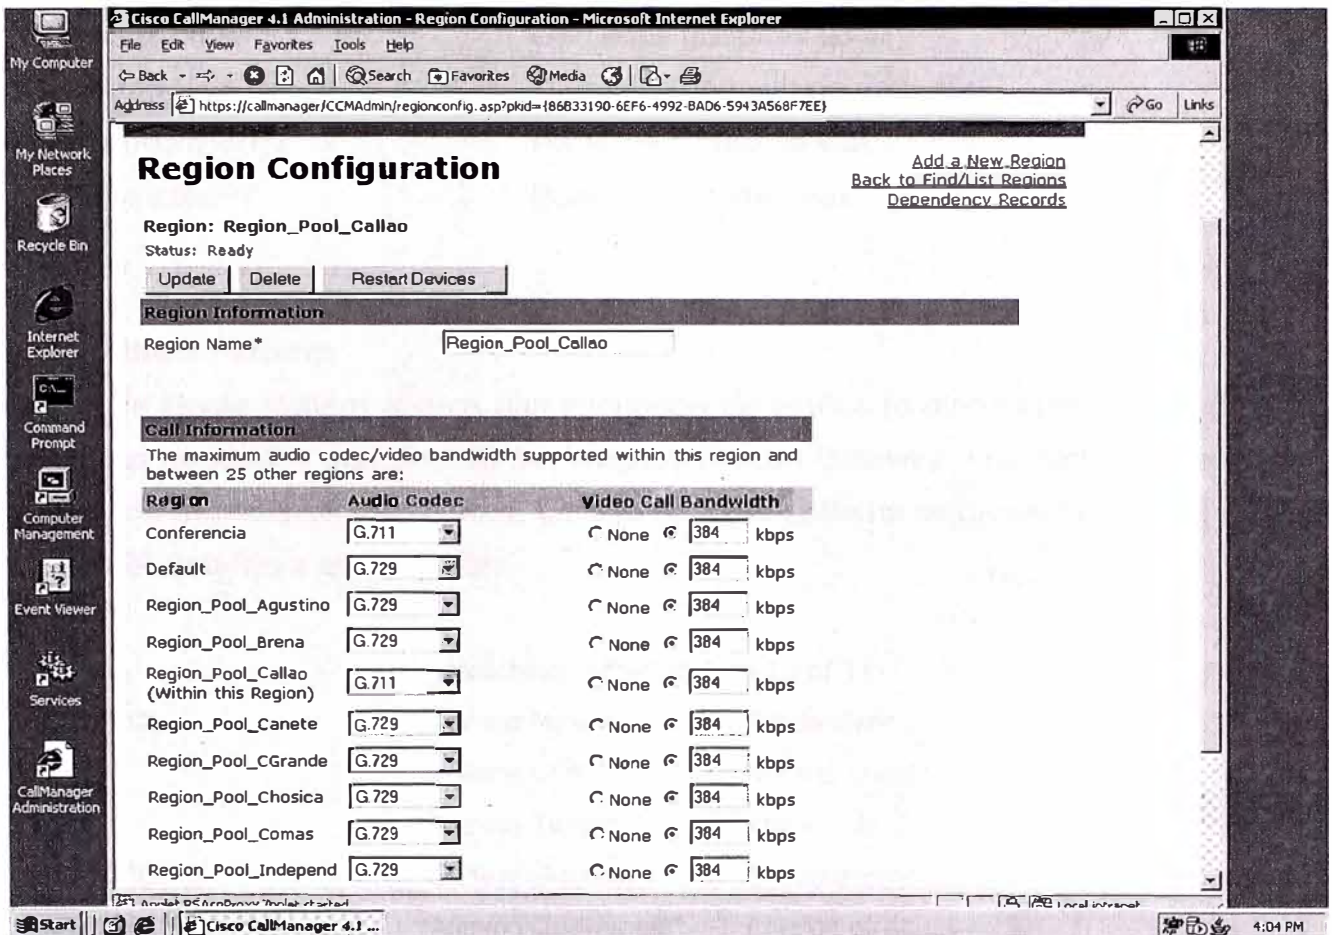 Cisco CallManager 4.1 Administration - Region Configuration - Microsoft Internet Explorer
File Edit View Favorites Tools Help
Back Search Favorites Media
Address https://callmanager/CCMAdmin/regionconfig.asp?pkid={86B33190-6EF6-4992-BAD6-5943A568F7EE} Go Links
My Computer
My Network Places
Recycle Bin
Internet Explorer
Command Prompt
Computer Management
Event Viewer
Services
CallManager Administration
Region Configuration
Add a New Region
Back to Find/List Regions
Dependency Records
Region: Region_Pool_Callao
Status: Ready
Update Delete Restart Devices
Region Information
Region Name* Region_Pool_Callao
Call Information
The maximum audio codec/video bandwidth supported within this region and
between 25 other regions are:
Region Audio Codec Video Call Bandwidth
Conferencia G.711 None 384 kbps
Default G.729 None 384 kbps
Region_Pool_Agustino G.729 None 384 kbps
Region_Pool_Brena G.729 None 384 kbps
Region_Pool_Callao
(Within this Region) G.711 None 384 kbps
Region_Pool_Canete G.729 None 384 kbps
Region_Pool_CGrande G.729 None 384 kbps
Region_Pool_Chosica G.729 None 384 kbps
Region_Pool_Comas G.729 None 384 kbps
Region_Pool_Independ G.729 None 384 kbps
Local intranet
Start Cisco CallManager 4.1 ... 4:04 PM